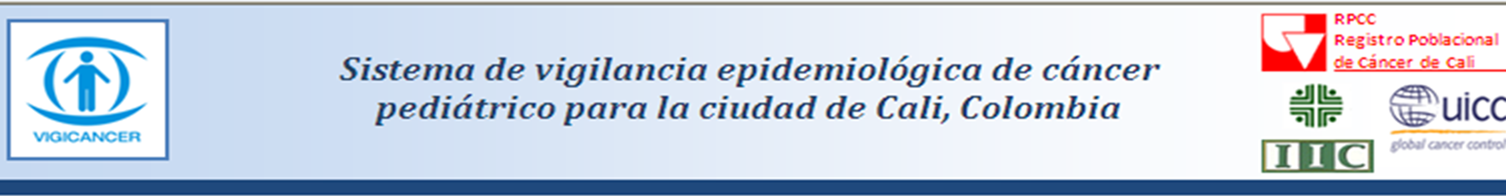 VIGICANCER
Sistema de vigilancia epidemiológica de cáncer
pediátrico para la ciudad de Cali, Colombia
RPCC
Registro Poblacional
de Cáncer de Cali
uicc
global cancer control
IIC